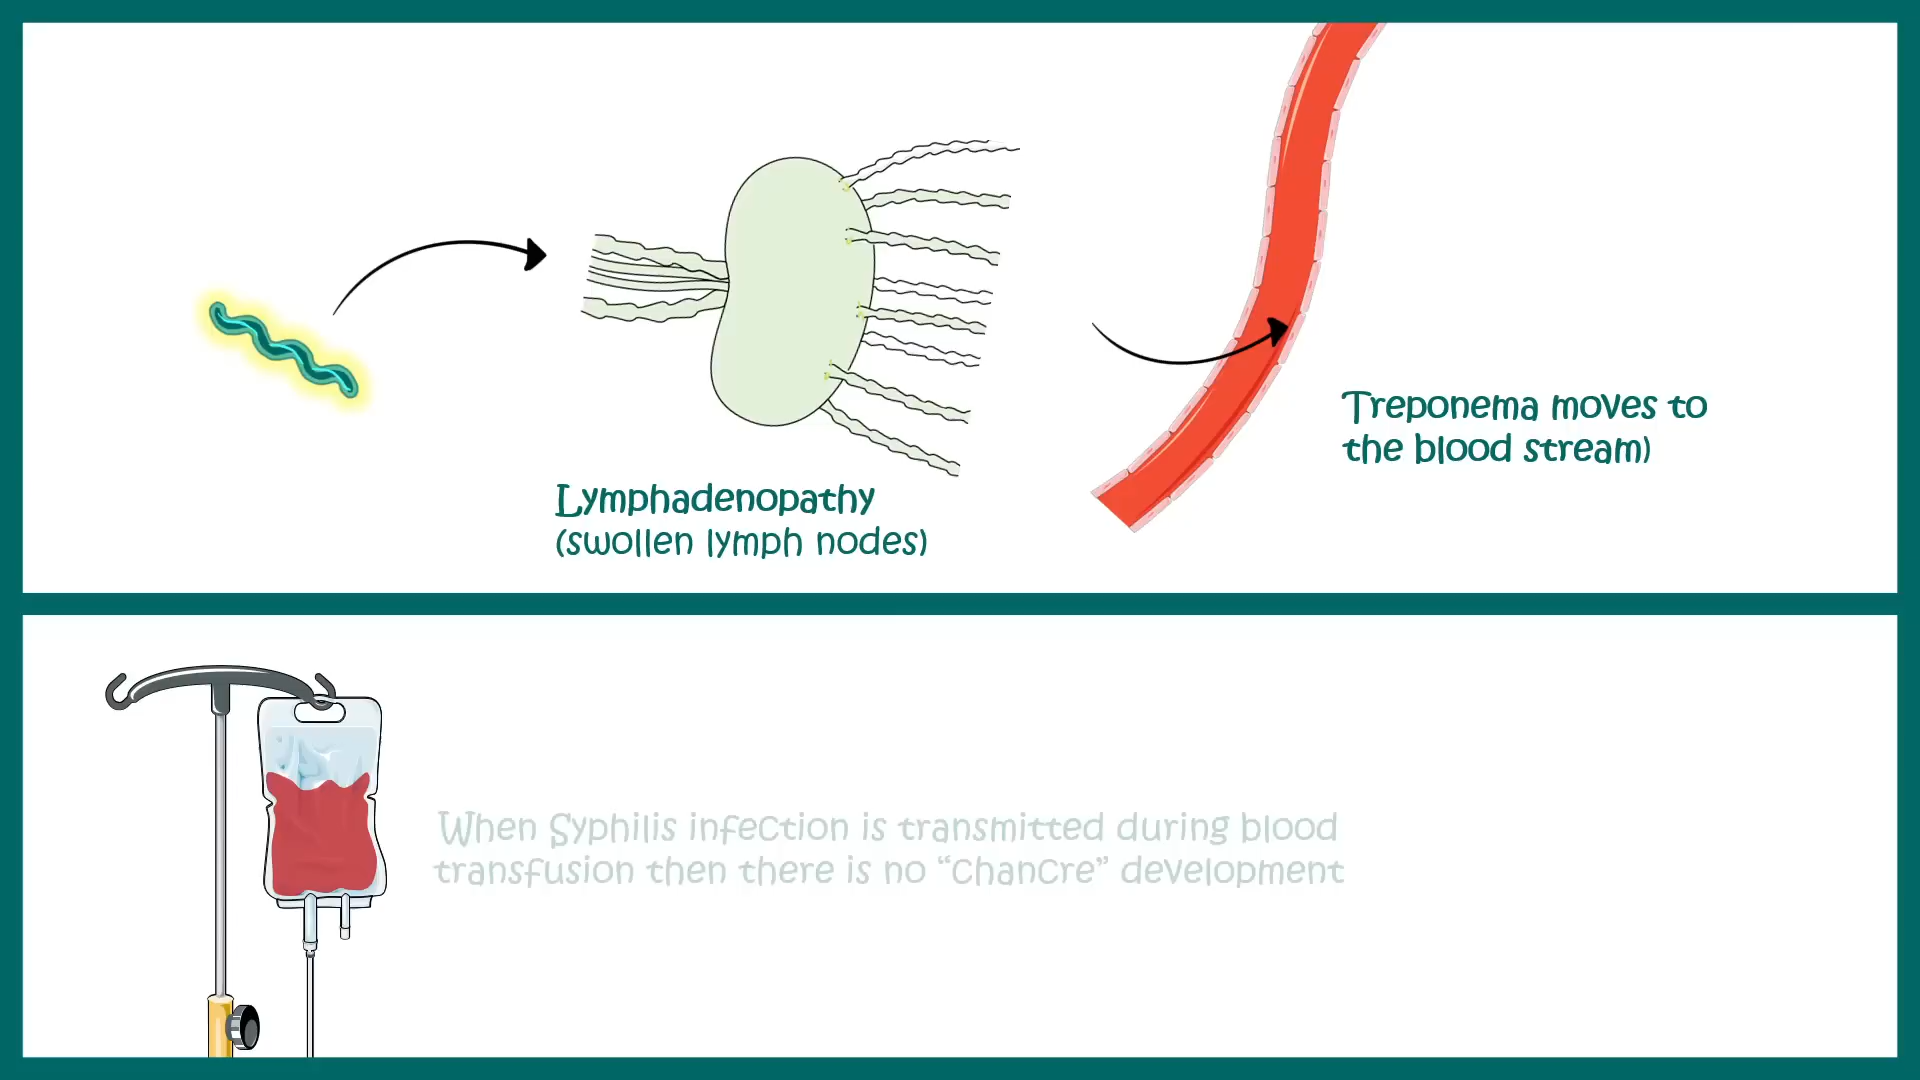 Treponema moves to
the blood stream)
Lymphadenopathy
(swollen lymph nodes)
When Syphilis infection is transmitted during blood
transfusion then there is no “chancre” development